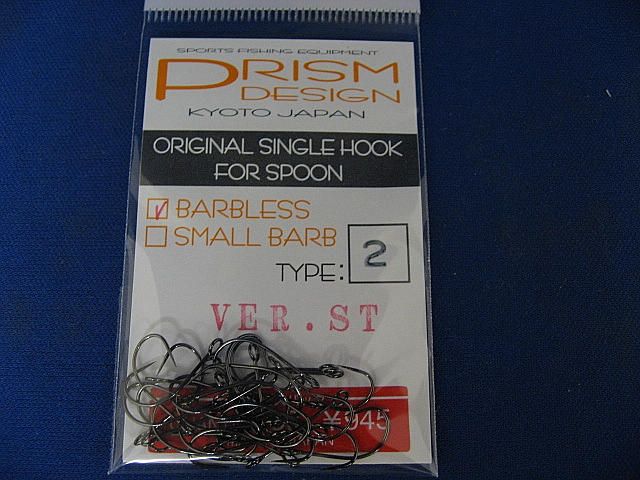 SPORTS FISHING EQUIPMENT
PRISM
DESIGN
KYOTO JAPAN
ORIGINAL SINGLE HOOK
FOR SPOON
BARBLESS
SMALL BARB
TYPE: 2
VER.ST
¥945